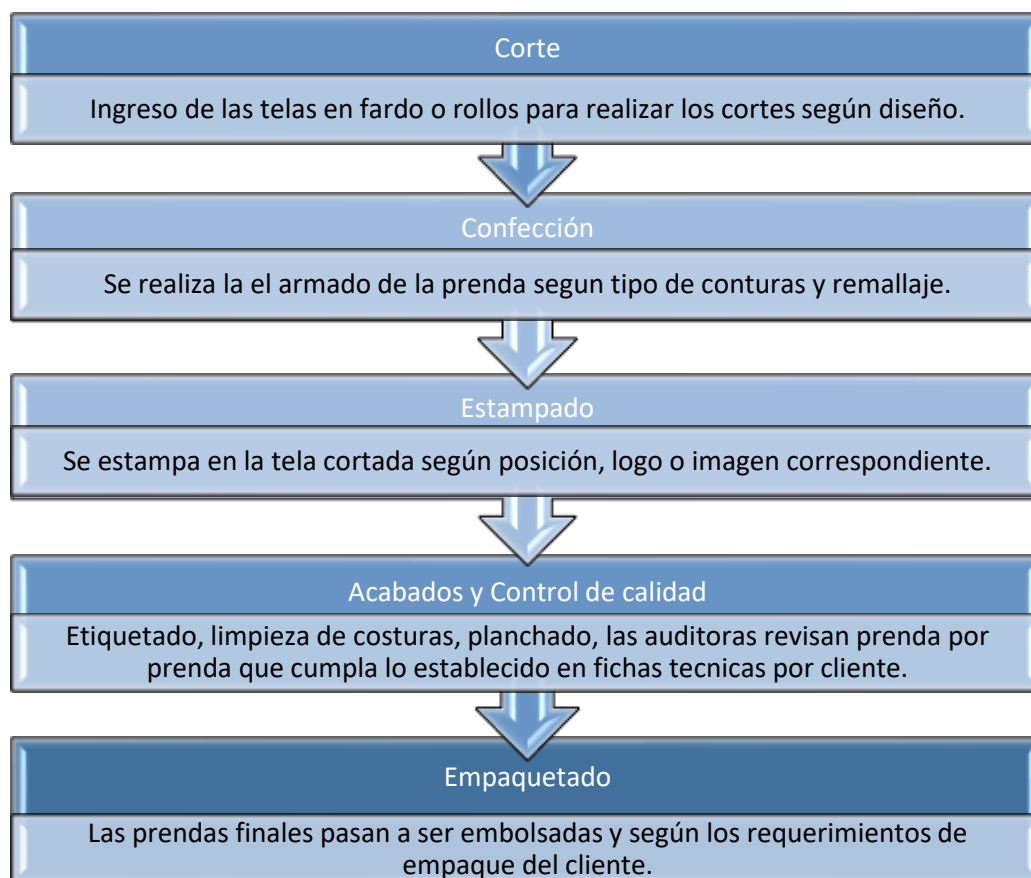 Corte
Ingreso de las telas en fardo o rollos para realizar los cortes según diseño.
Confección
Se realiza la el armado de la prenda segun tipo de conturas y remallaje.
Estampado
Se estampa en la tela cortada según posición, logo o imagen correspondiente.
Acabados y Control de calidad
Etiquetado, limpieza de costuras, planchado, las auditoras revisan prenda por
prenda que cumpla lo establecido en fichas tecnicas por cliente.
Empaquetado
Las prendas finales pasan a ser embolsadas y según los requerimientos de
empaque del cliente.